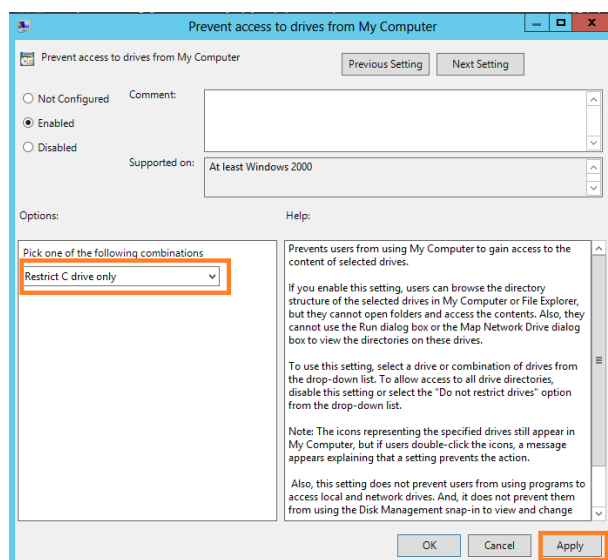 Prevent access to drives from My Computer
Prevent access to drives from My Computer
Previous Setting
Next Setting
Not Configured
Comment:
Enabled
Disabled
Supported on:
At least Windows 2000
Options:
Help:
Pick one of the following combinations
Restrict C drive only
Prevents users from using My Computer to gain access to the
content of selected drives.
If you enable this setting, users can browse the directory
structure of the selected drives in My Computer or File Explorer,
but they cannot open folders and access the contents. Also, they
cannot use the Run dialog box or the Map Network Drive dialog
box to view the directories on these drives.
To use this setting, select a drive or combination of drives from
the drop-down list. To allow access to all drive directories,
disable this setting or select the "Do not restrict drives" option
from the drop-down list.
Note: The icons representing the specified drives still appear in
My Computer, but if users double-click the icons, a message
appears explaining that a setting prevents the action.
Also, this setting does not prevent users from using programs to
access local and network drives. And, it does not prevent them
from using the Disk Management snap-in to view and change
OK
Cancel
Apply